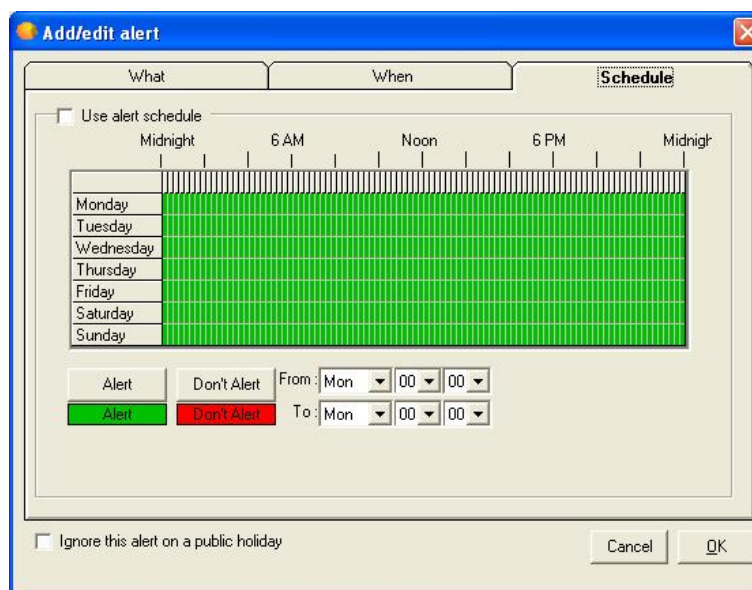 Add/edit alert
What When Schedule
Use alert schedule
Midnight 6 AM Noon 6 PM Midnigh
Monday
Tuesday
Wednesday
Thursday
Friday
Saturday
Sunday
Alert Don't Alert From : Mon 00 00
Alert Don't Alert To : Mon 00 00
Ignore this alert on a public holiday
Cancel OK